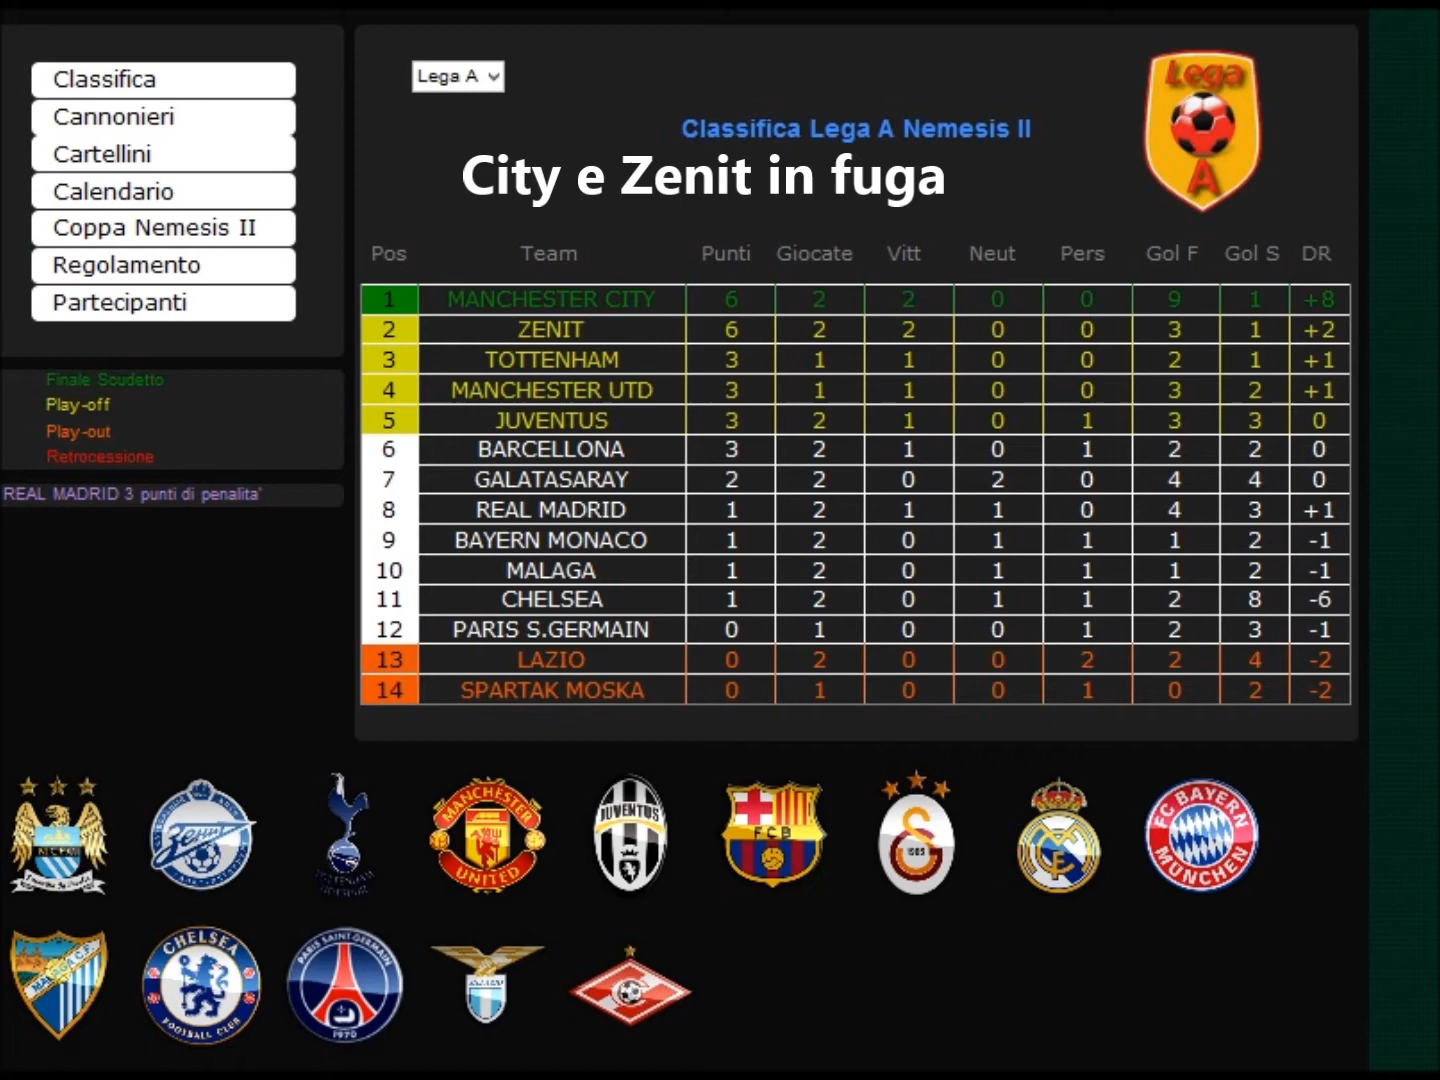 Classifica
Cannonieri
Cartellini
Calendario
Coppa Nemesis II
Regolamento
Partecipanti
Finale Scudetto
Play-off
Play-out
Retrocessione
REAL MADRID 3 punti di penalita'
Lega A
Classifica Lega A Nemesis II
City e Zenit in fuga
Lega
A
Pos Team Punti Giocate Vitt Neut Pers Gol F Gol S DR
1 MANCHESTER CITY 6 2 2 0 0 9 1 +8
2 ZENIT 6 2 2 0 0 3 1 +2
3 TOTTENHAM 3 1 1 0 0 2 1 +1
4 MANCHESTER UTD 3 1 1 0 0 3 2 +1
5 JUVENTUS 3 2 1 0 1 3 3 0
6 BARCELLONA 3 2 1 0 1 2 2 0
7 GALATASARAY 2 2 0 2 0 4 4 0
8 REAL MADRID 1 2 1 1 0 4 3 +1
9 BAYERN MONACO 1 2 0 1 1 1 2 -1
10 MALAGA 1 2 0 1 1 1 2 -1
11 CHELSEA 1 2 0 1 1 2 8 -6
12 PARIS S.GERMAIN 0 1 0 0 1 2 3 -1
13 LAZIO 0 2 0 0 2 2 4 -2
14 SPARTAK MOSKA 0 1 0 0 1 0 2 -2
MANCHESTER
UNITED
JUVENTUS
FCB
1905
FC BAYERN
MÜNCHEN
MALAGA C.F.
CHELSEA
FOOTBALL CLUB
PARIS SAINT-GERMAIN
1970